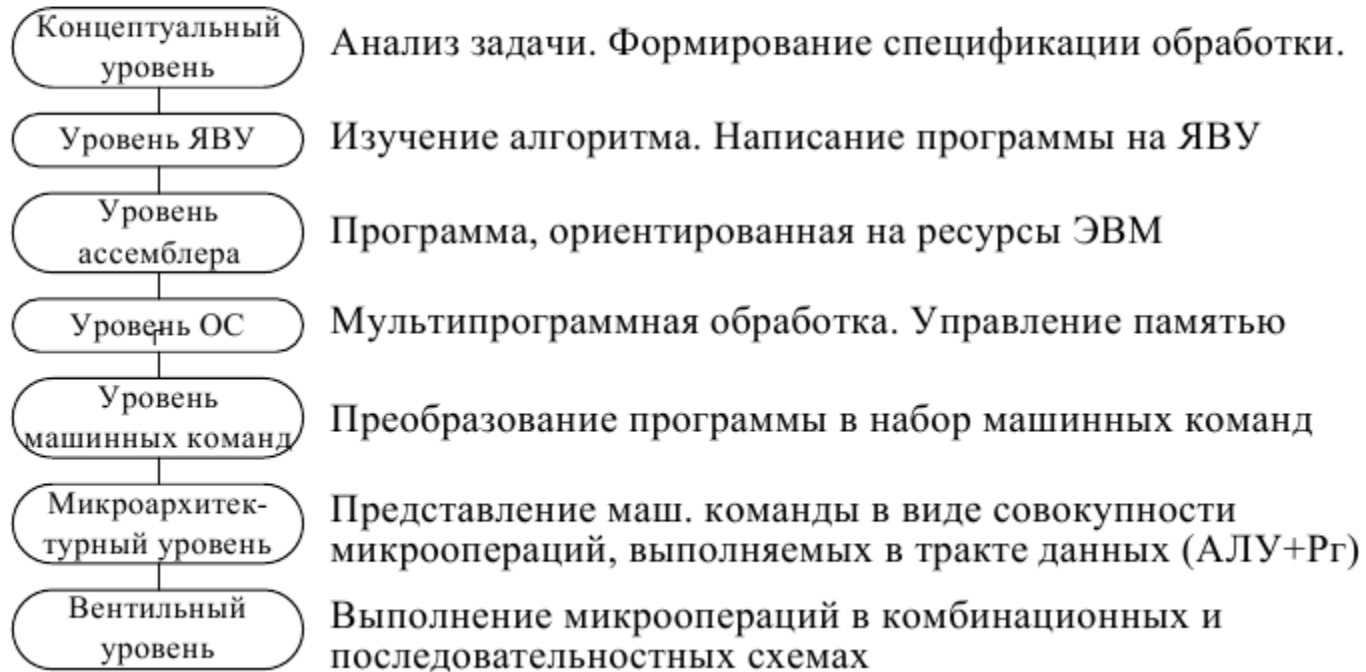 Концептуальный
уровень
Анализ задачи. Формирование спецификации обработки.
Уровень ЯВУ
Изучение алгоритма. Написание программы на ЯВУ
Уровень
ассемблера
Программа, ориентированная на ресурсы ЭВМ
Уровень ОС
Мультипрограммная обработка. Управление памятью
Уровень
машинных команд
Преобразование программы в набор машинных команд
Микроархитек-
турный уровень
Представление маш. команды в виде совокупности
микроопераций, выполняемых в тракте данных (АЛУ+Рг)
Вентильный
уровень
Выполнение микроопераций в комбинационных и
последовательностных схемах